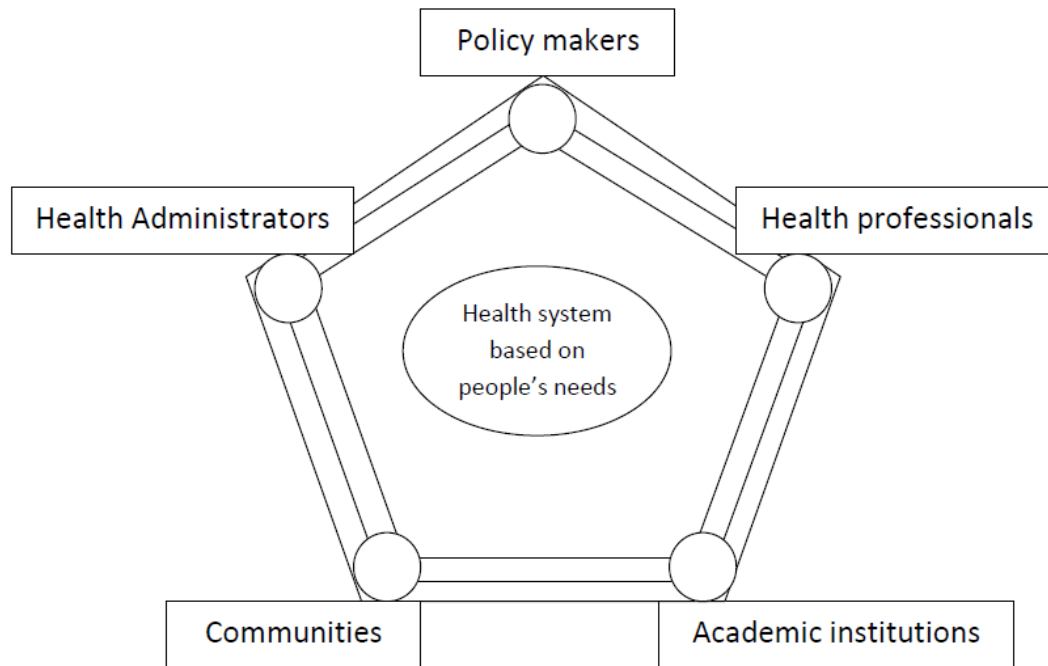 Policy makers
Health Administrators
Health professionals
Health system
based on
people’s needs
Communities
Academic institutions